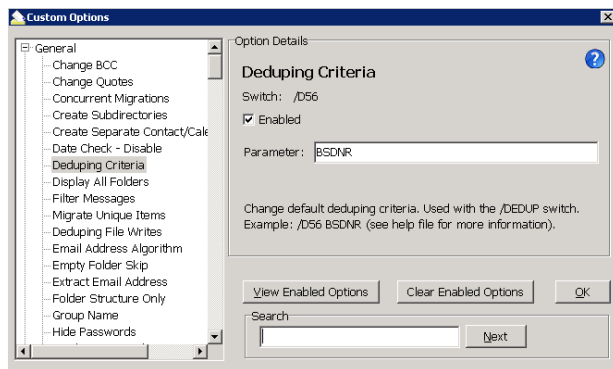 Custom Options
General
Change BCC
Change Quotes
Concurrent Migrations
Create Subdirectories
Create Separate Contact/Cale
Date Check - Disable
Deduping Criteria
Display All Folders
Filter Messages
Migrate Unique Items
Deduping File Writes
Email Address Algorithm
Empty Folder Skip
Extract Email Address
Folder Structure Only
Group Name
Hide Passwords
Option Details
Deduping Criteria
Switch: /D56
Enabled
Parameter: BSDNR
Change default deduping criteria. Used with the /DEDUP switch.
Example: /D56 BSDNR (see help file for more information).
View Enabled Options Clear Enabled Options OK
Search
Next